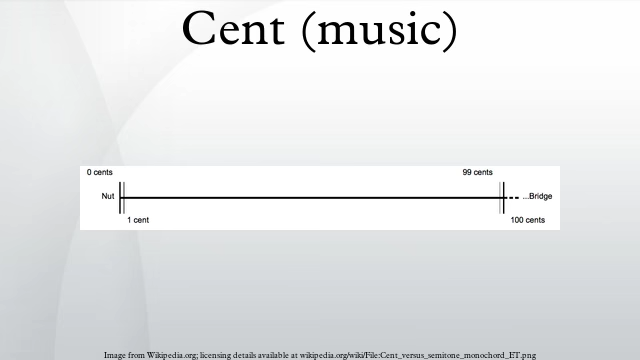 Cent (music)
0 cents
99 cents
Nut
...Bridge
1 cent
100 cents
Image from Wikipedia.org; licensing details available at wikipedia.org/wiki/File:Cent_versus_semitone_monochord_ET.png